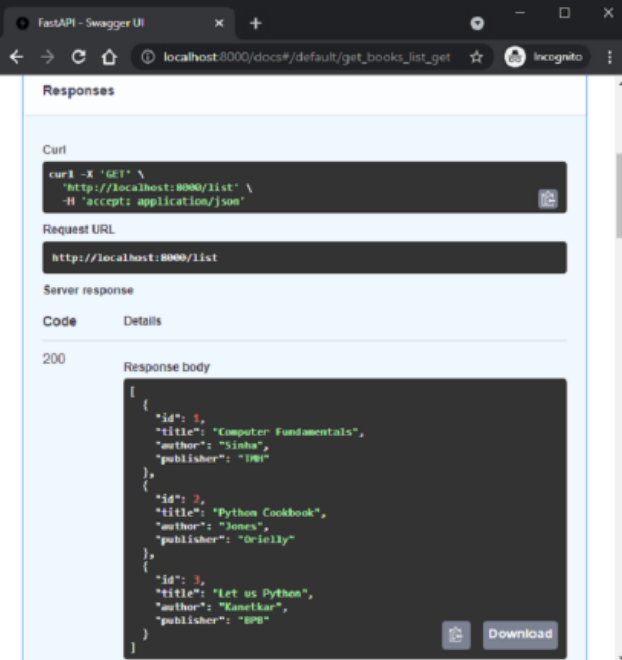 FastAPI - Swagger UI
localhost:8000/docs#/default/get_books_list_get
Incognito
Responses
Curl
curl -X 'GET' \
'http://localhost:8000/list' \
-H 'accept: application/json'
Request URL
http://localhost:8000/list
Server response
Code Details
200
Response body
[
{
"id": 1,
"title": "Computer Fundamentals",
"author": "Sinha",
"publisher": "TMH"
},
{
"id": 2,
"title": "Python Cookbook",
"author": "Jones",
"publisher": "Orielly"
},
{
"id": 3,
"title": "Let us Python",
"author": "Kanetkar",
"publisher": "BPB"
}
]
Download